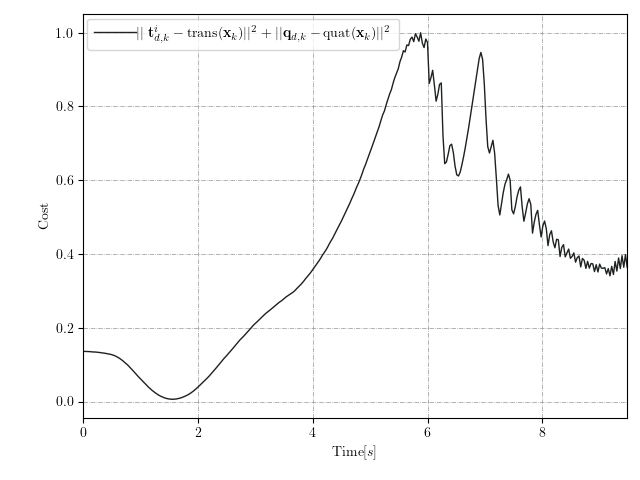 || t^i_{d,k} − trans(x_k)||^2 + ||q_{d,k} − quat(x_k)||^2
1.0
0.8
0.6
0.4
0.2
0.0
Cost
0 2 4 6 8
Time[s]